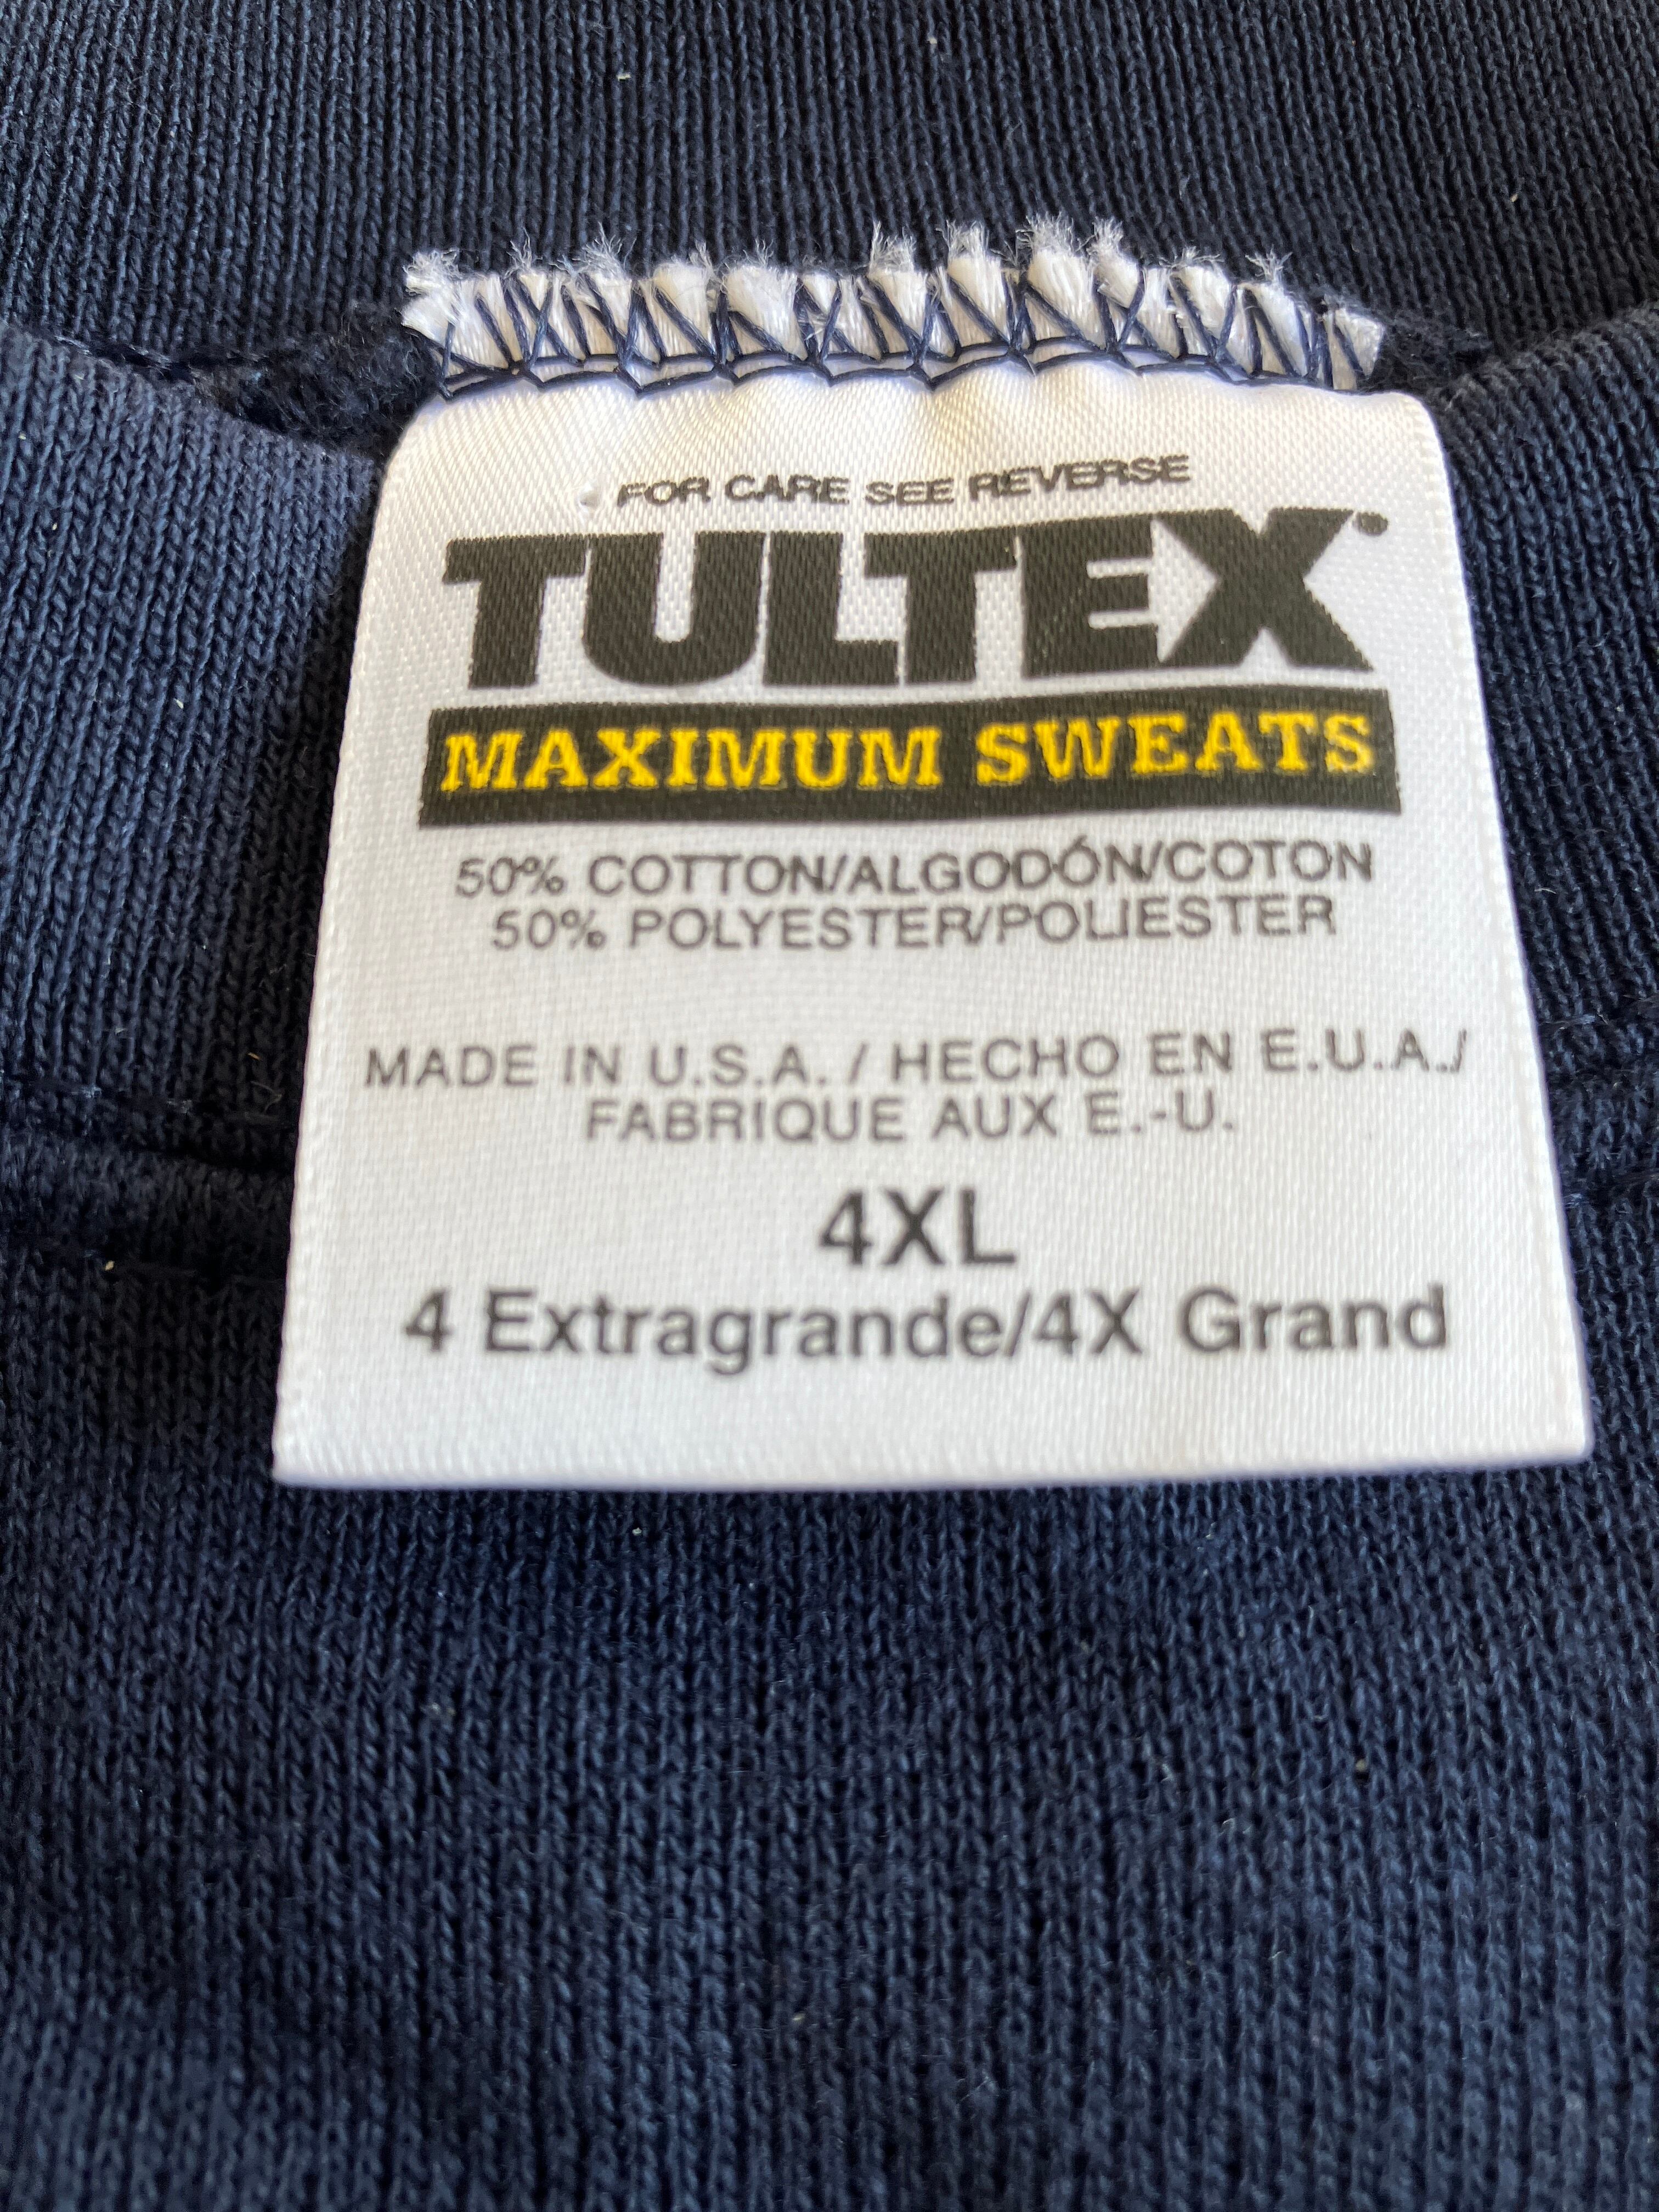 FOR CARE SEE REVERSE
TULTEX
MAXIMUM SWEATS
50% COTTON/ALGODÓN/COTON
50% POLYESTER/POLIESTER
MADE IN U.S.A. / HECHO EN E.U.A./
FABRIQUE AUX E.-U.
4XL
4 Extragrande/4X Grand